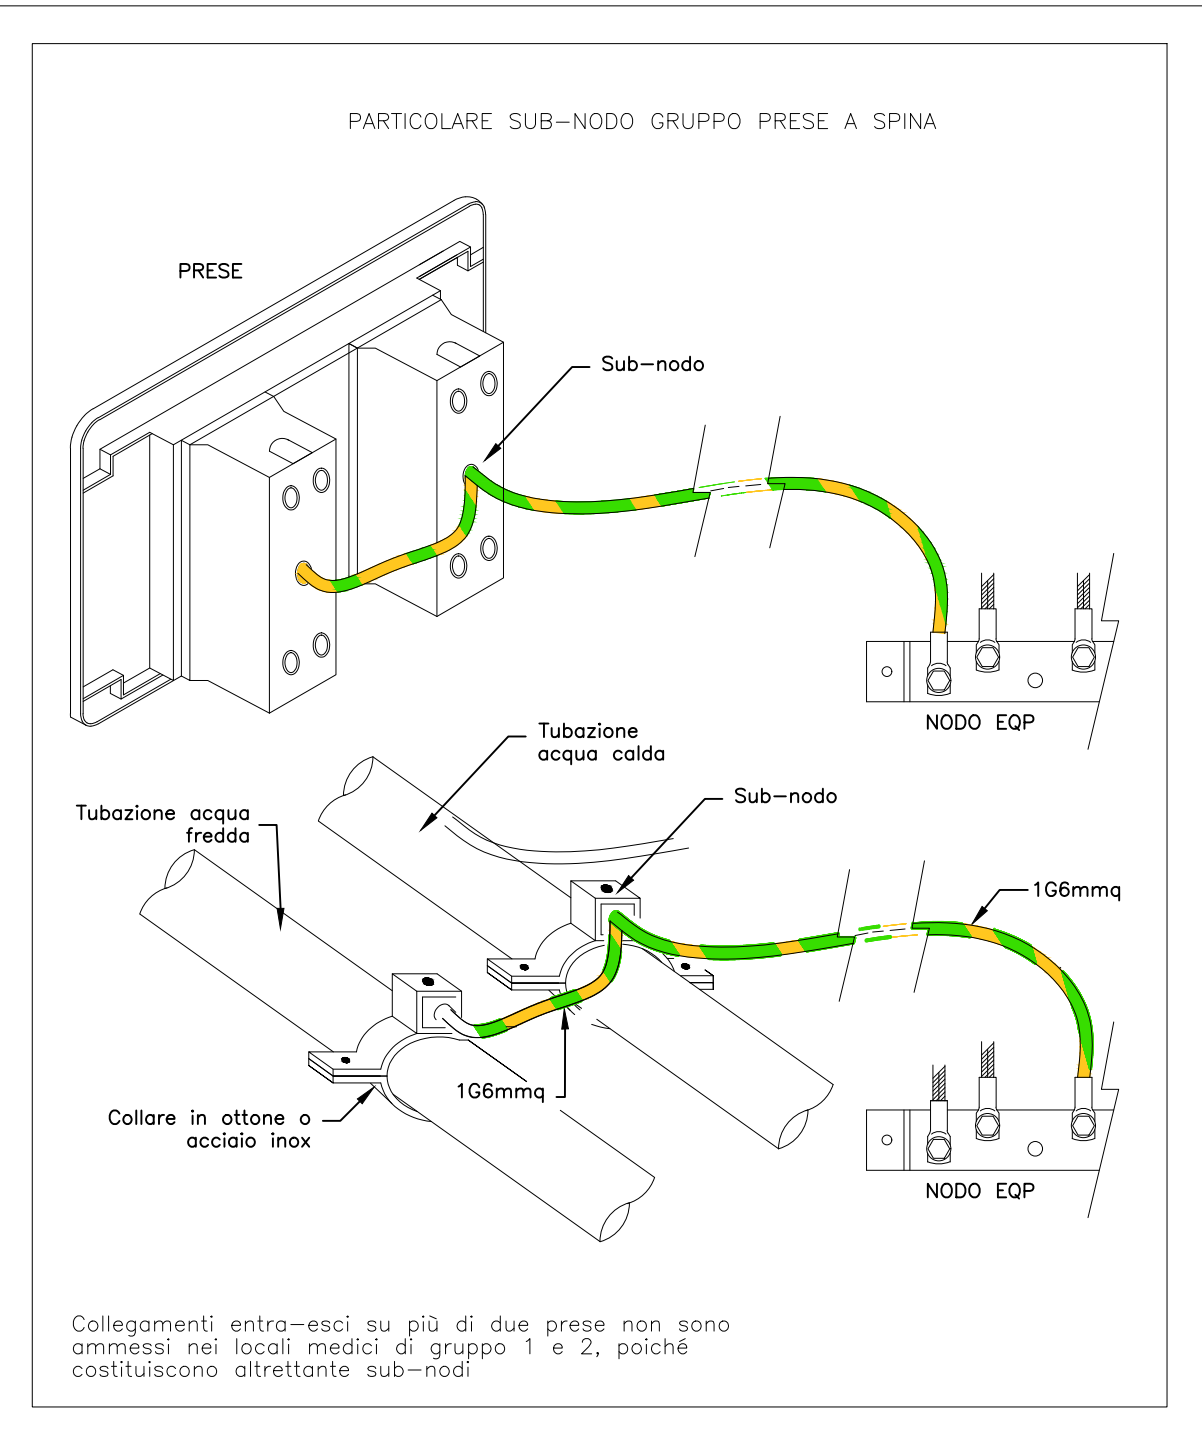 PARTICOLARE SUB-NODO GRUPPO PRESE A SPINA
PRESE
Sub-nodo
NODO EQP
Tubazione
acqua calda
Sub-nodo
Tubazione acqua
fredda
1G6mmq
1G6mmq
Collare in ottone o
acciaio inox
NODO EQP
Collegamenti entra-esci su più di due prese non sono
ammessi nei locali medici di gruppo 1 e 2, poiché
costituiscono altrettante sub-nodi